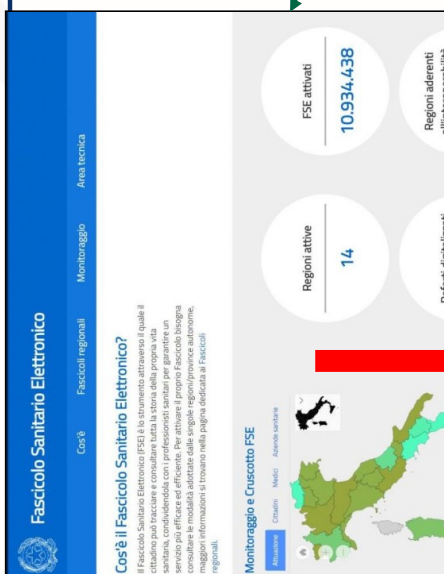 Fascicolo Sanitario Elettronico
Cos'è Fascicoli regionali Monitoraggio Area tecnica
Cos'è il Fascicolo Sanitario Elettronico?
Il Fascicolo Sanitario Elettronico (FSE) è lo strumento attraverso il quale il
cittadino può tracciare e consultare tutta la storia della propria vita
sanitaria, condividendola con i professionisti sanitari per garantire un
servizio più efficace ed efficiente. Per attivare il proprio Fascicolo bisogna
consultare le modalità adottate dalle singole regioni/province autonome,
maggiori informazioni si trovano nella pagina dedicata ai Fascicoli
regionali.
Monitoraggio e Cruscotto FSE
Attuazione Cittadini Medici Aziende sanitarie
Regioni attive
14
FSE attivati
10.934.438
Regioni aderenti